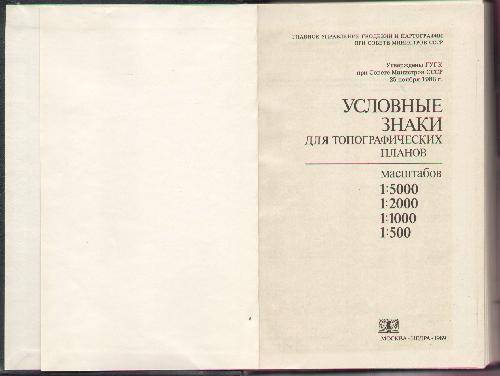 ГЛАВНОЕ УПРАВЛЕНИЕ ГЕОДЕЗИИ И КАРТОГРАФИИ
ПРИ СОВЕТЕ МИНИСТРОВ СССР
Утверждены ГУГК
при Совете Министров СССР
25 ноября 1986 г.
УСЛОВНЫЕ
ЗНАКИ
ДЛЯ ТОПОГРАФИЧЕСКИХ
ПЛАНОВ
масштабов
1:5000
1:2000
1:1000
1:500
МОСКВА · НЕДРА · 1989